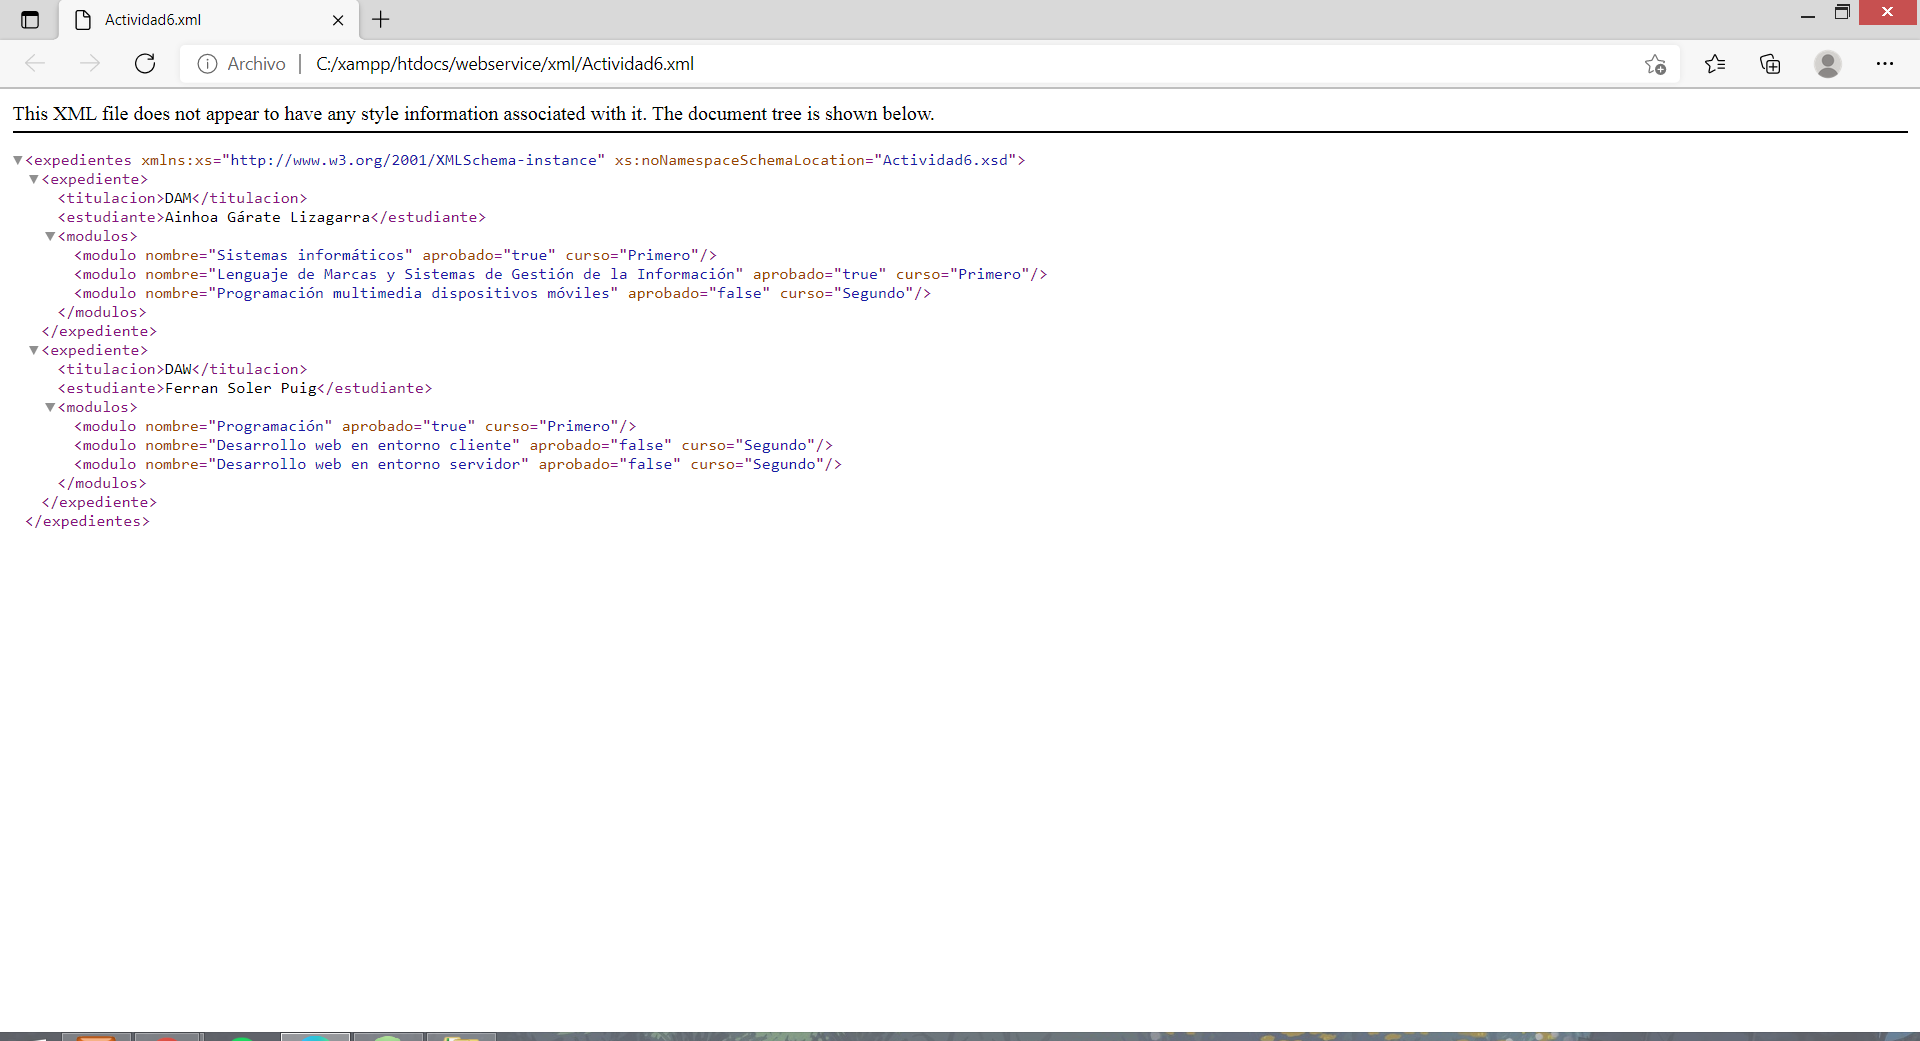 Actividad6.xml
Archivo | C:/xampp/htdocs/webservice/xml/Actividad6.xml
This XML file does not appear to have any style information associated with it. The document tree is shown below.
<expedientes xmlns:xs="http://www.w3.org/2001/XMLSchema-instance" xs:noNamespaceSchemaLocation="Actividad6.xsd">
<expediente>
<titulacion>DAM</titulacion>
<estudiante>Ainhoa Gárate Lizagarra</estudiante>
<modulos>
<modulo nombre="Sistemas informáticos" aprobado="true" curso="Primero"/>
<modulo nombre="Lenguaje de Marcas y Sistemas de Gestión de la Información" aprobado="true" curso="Primero"/>
<modulo nombre="Programación multimedia dispositivos móviles" aprobado="false" curso="Segundo"/>
</modulos>
</expediente>
<expediente>
<titulacion>DAW</titulacion>
<estudiante>Ferran Soler Puig</estudiante>
<modulos>
<modulo nombre="Programación" aprobado="true" curso="Primero"/>
<modulo nombre="Desarrollo web en entorno cliente" aprobado="false" curso="Segundo"/>
<modulo nombre="Desarrollo web en entorno servidor" aprobado="false" curso="Segundo"/>
</modulos>
</expediente>
</expedientes>